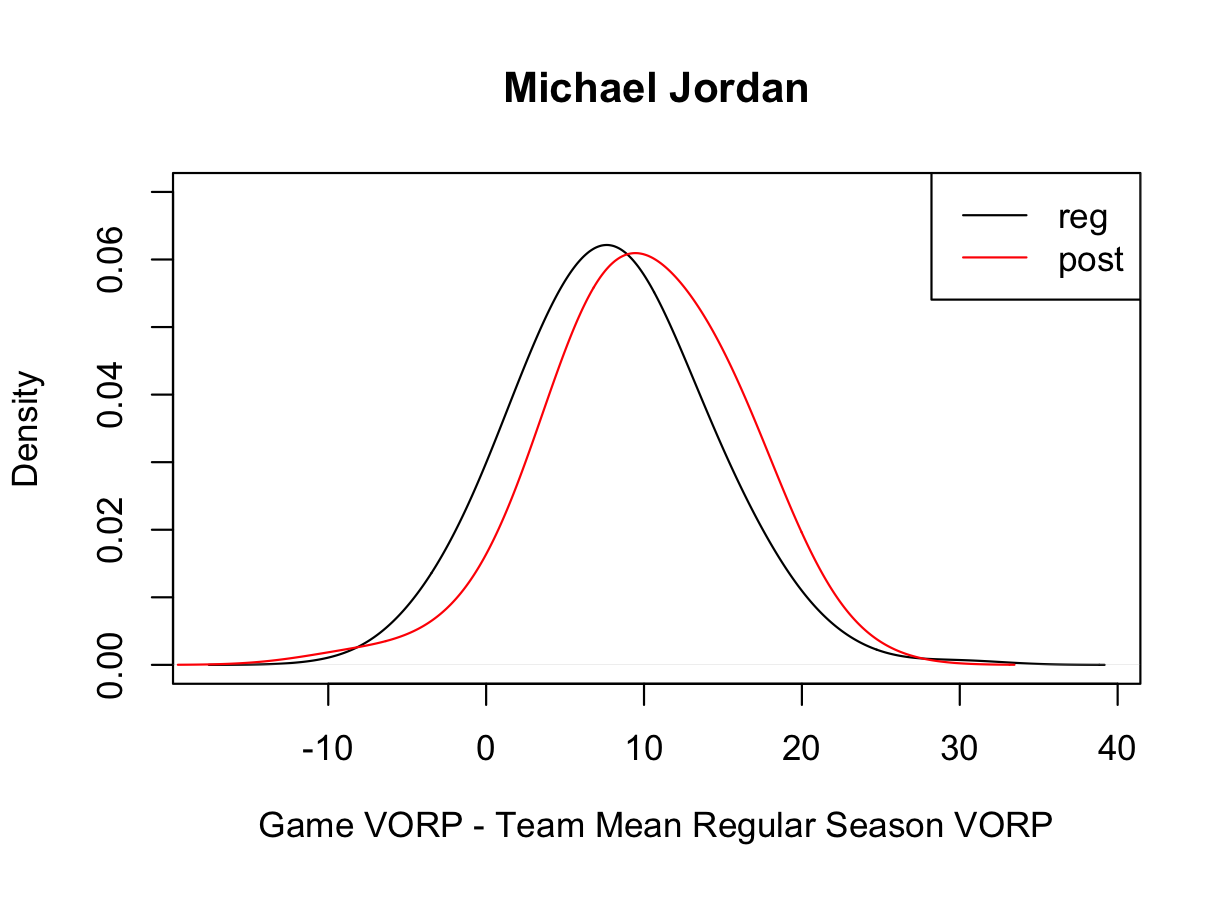 Michael Jordan
reg
post
Density
0.00
0.02
0.04
0.06
-10 0 10 20 30 40
Game VORP - Team Mean Regular Season VORP